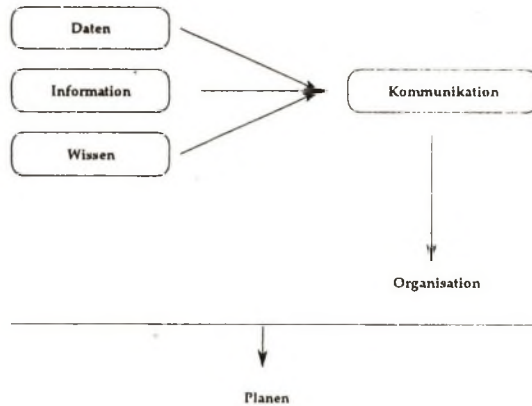 Daten
Information
Kommunikation
Wissen
Organisation
Planen